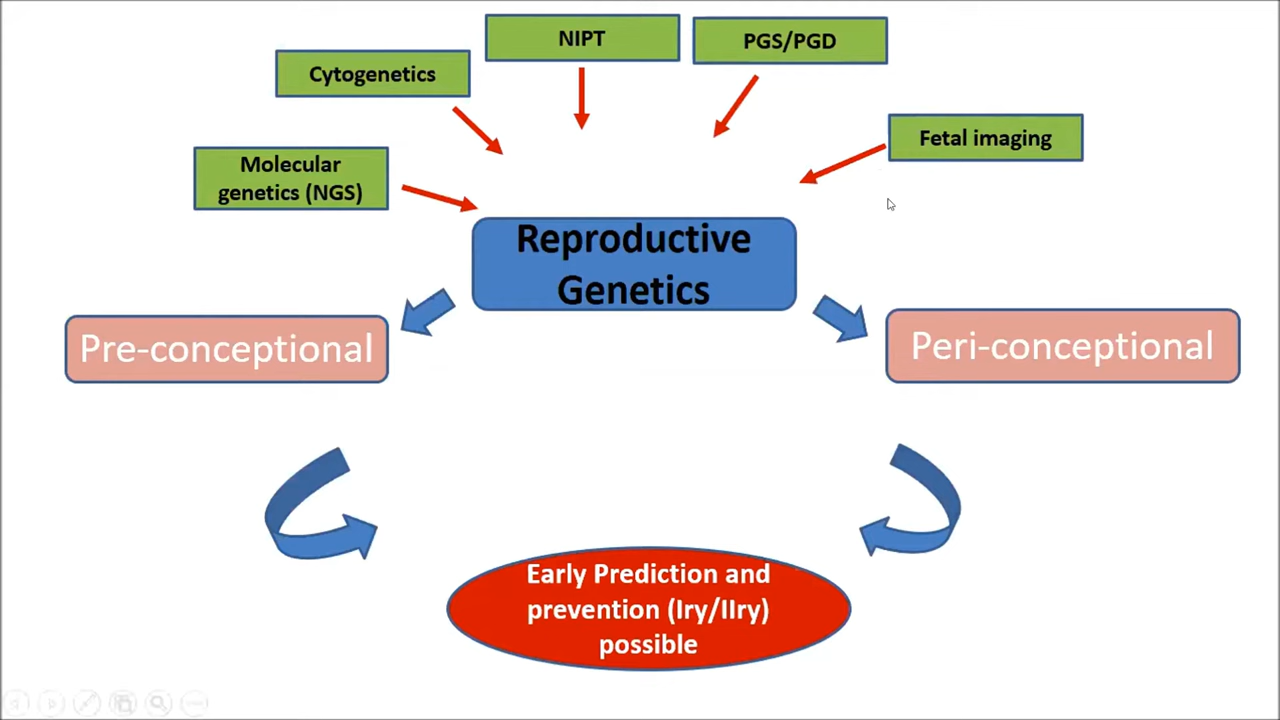 NIPT
PGS/PGD
Cytogenetics
Fetal imaging
Molecular
genetics (NGS)
Reproductive
Genetics
Pre-conceptional
Peri-conceptional
Early Prediction and
prevention (Iry/IIry)
possible